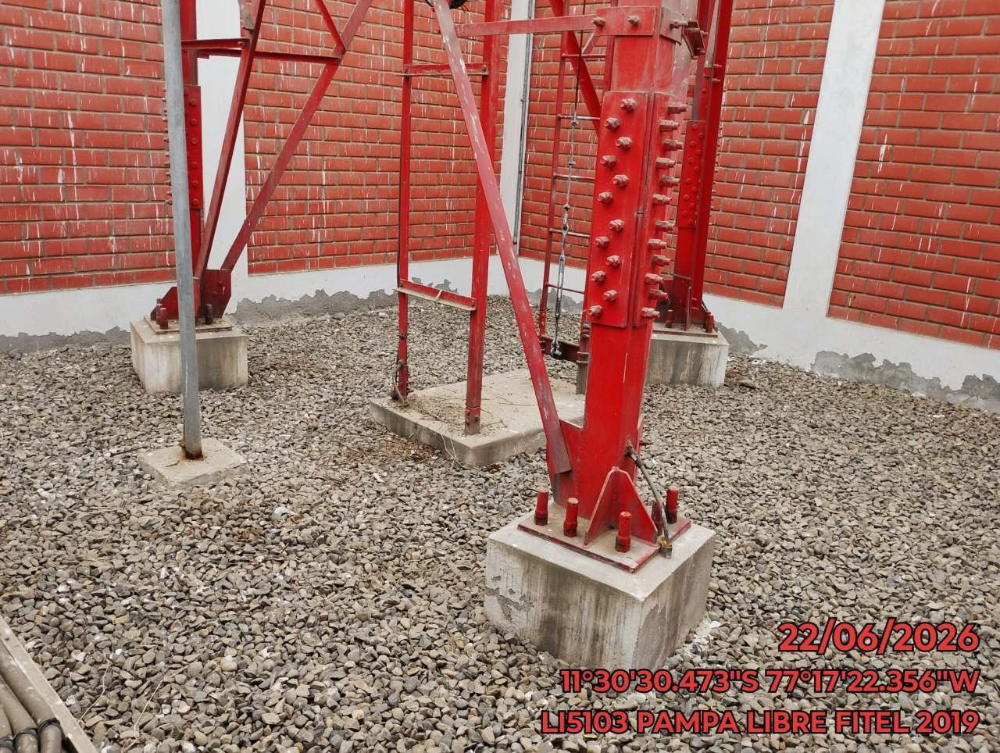 22/06/2026
11°30'30.473"S 77°17'22.356"W
LI5103 PAMPA LIBRE FITEL 2019